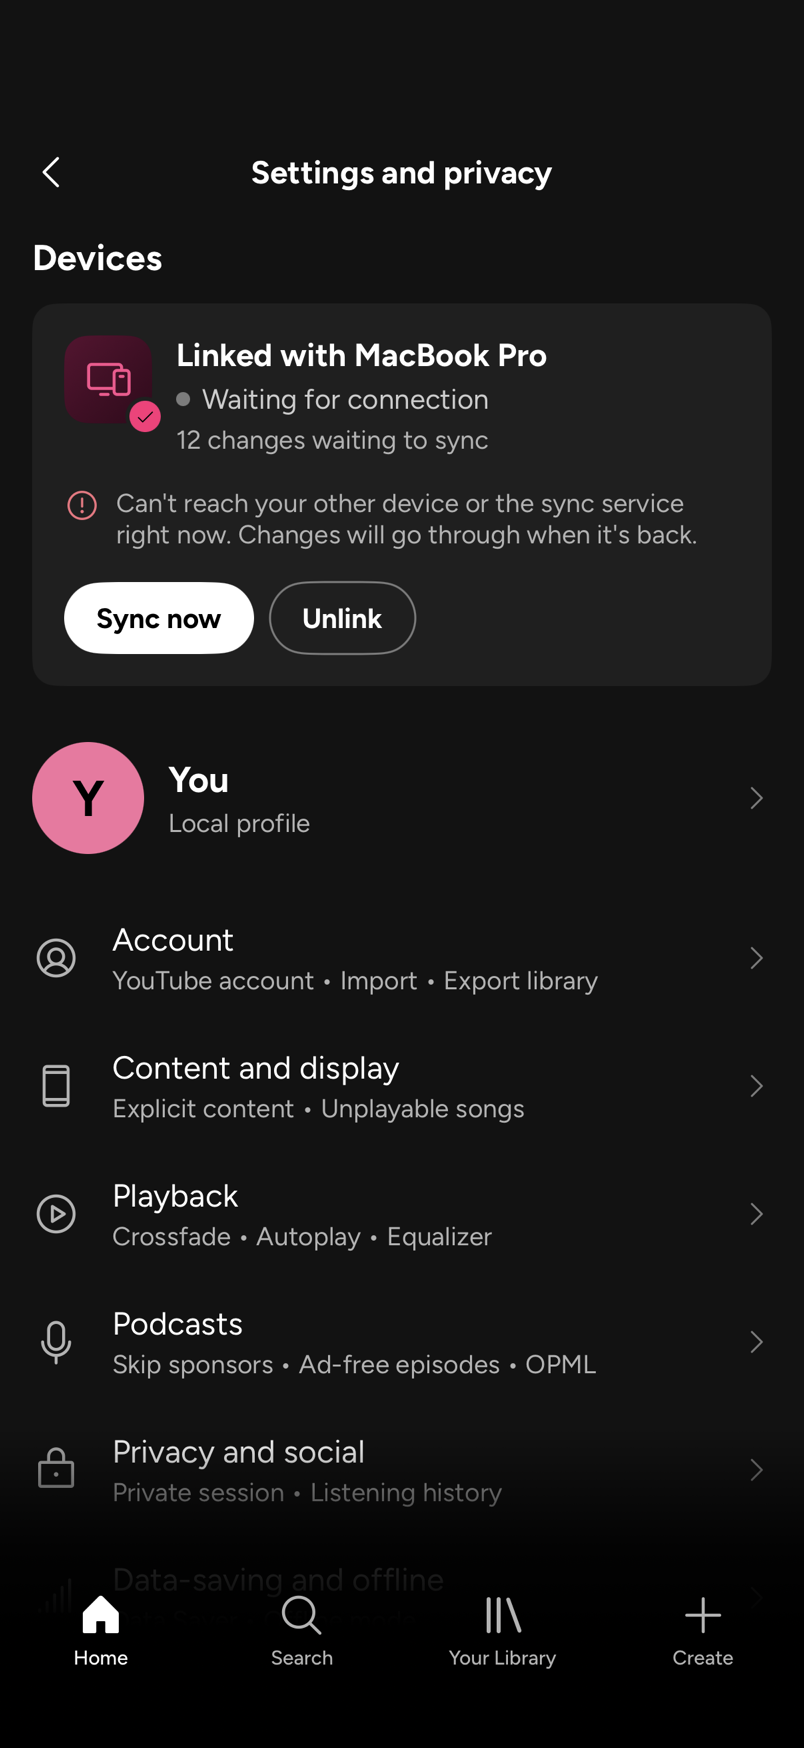 Settings and privacy
Devices
Linked with MacBook Pro
Waiting for connection
12 changes waiting to sync
Can't reach your other device or the sync service
right now. Changes will go through when it's back.
Sync now
Unlink
Y
You
Local profile
Account
YouTube account • Import • Export library
Content and display
Explicit content • Unplayable songs
Playback
Crossfade • Autoplay • Equalizer
Podcasts
Skip sponsors • Ad-free episodes • OPML
Privacy and social
Private session • Listening history
Data-saving and offline
Home
Search
Your Library
Create